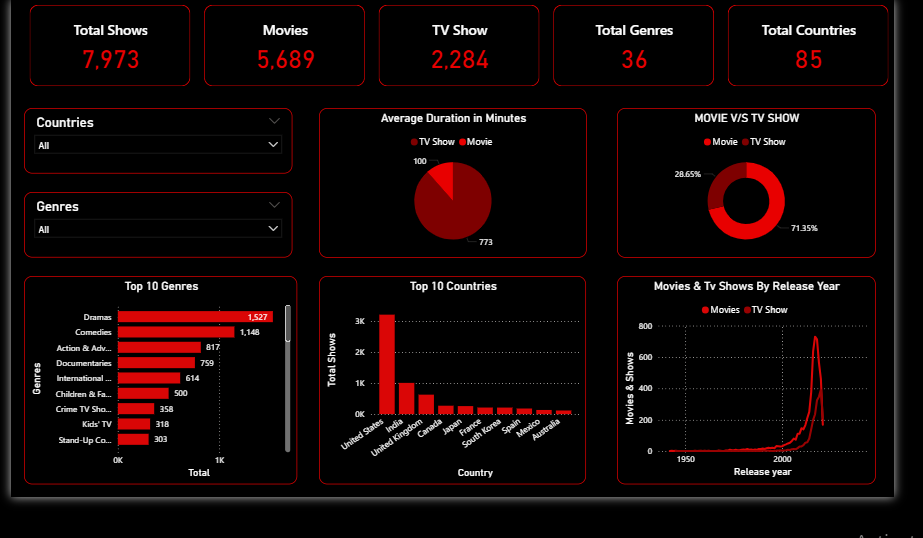 Total Shows
7,973
Movies
5,689
TV Show
2,284
Total Genres
36
Total Countries
85
Countries
All
Genres
All
Average Duration in Minutes
TV Show Movie
100
773
MOVIE V/S TV SHOW
Movie TV Show
28.65%
71.35%
Top 10 Genres
Genres
Dramas 1,527
Comedies 1,148
Action & Adv... 817
Documentaries 759
International ... 614
Children & Fa... 500
Crime TV Sho... 358
Kids' TV 318
Stand-Up Co... 303
0K 1K
Total
Top 10 Countries
Total Shows
3K
2K
1K
0K
United States
India
United Kingdom
Canada
Japan
France
South Korea
Spain
Mexico
Australia
Country
Movies & Tv Shows By Release Year
Movies TV Show
Movies & Shows
800
600
400
200
0
1950 2000
Release year